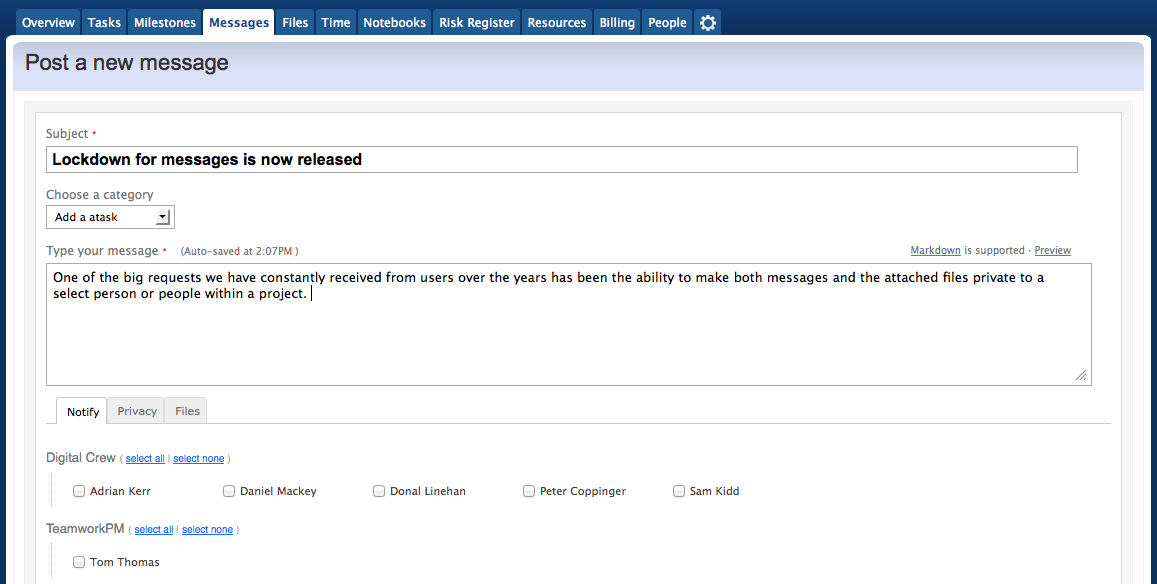 Overview Tasks Milestones Messages Files Time Notebooks Risk Register Resources Billing People
Post a new message
Subject *
Lockdown for messages is now released
Choose a category
Add a atask
Type your message * (Auto-saved at 2:07PM ) Markdown is supported · Preview
One of the big requests we have constantly received from users over the years has been the ability to make both messages and the attached files private to a
select person or people within a project.
Notify Privacy Files
Digital Crew ( select all | select none )
Adrian Kerr Daniel Mackey Donal Linehan Peter Coppinger Sam Kidd
TeamworkPM ( select all | select none )
Tom Thomas